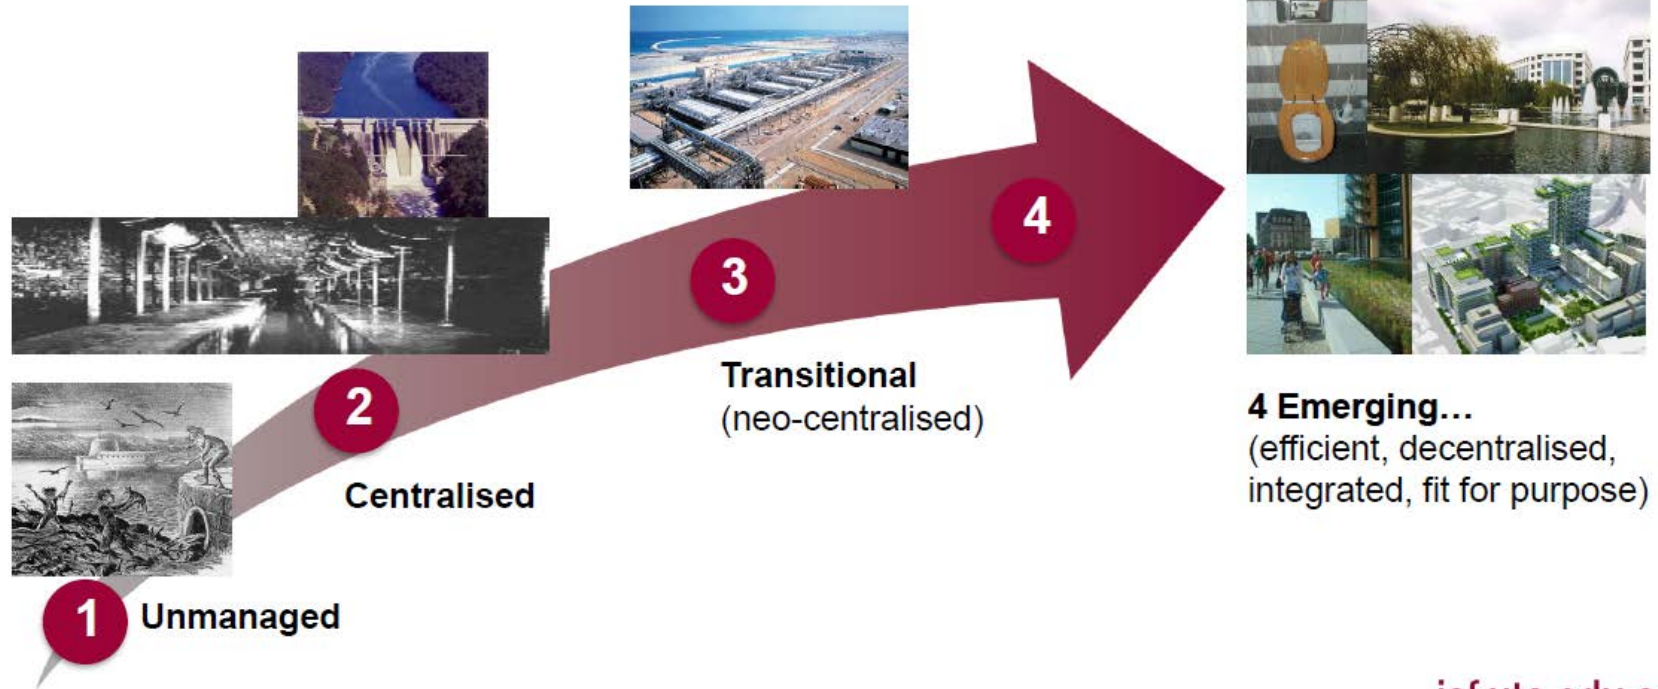 1
Unmanaged
2
Centralised
3
Transitional
(neo-centralised)
4
4 Emerging…
(efficient, decentralised,
integrated, fit for purpose)